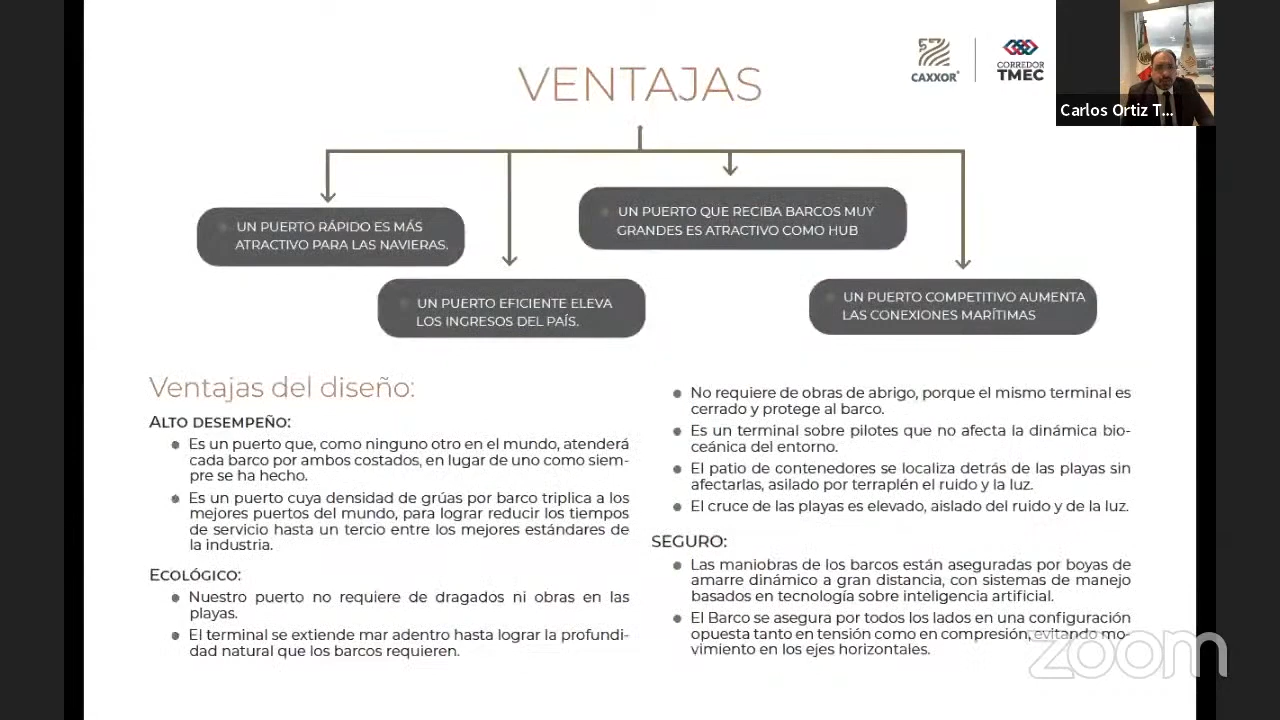 VENTAJAS
CAXXOR
CORREDOR
TMEC
Carlos Ortiz T...
UN PUERTO RÁPIDO ES MÁS
ATRACTIVO PARA LAS NAVIERAS.
UN PUERTO QUE RECIBA BARCOS MUY
GRANDES ES ATRACTIVO COMO HUB
UN PUERTO EFICIENTE ELEVA
LOS INGRESOS DEL PAÍS.
UN PUERTO COMPETITIVO AUMENTA
LAS CONEXIONES MARÍTIMAS
Ventajas del diseño:
ALTO DESEMPEÑO:
Es un puerto que, como ninguno otro en el mundo, atenderá
cada barco por ambos costados, en lugar de uno como siem-
pre se ha hecho.
Es un puerto cuya densidad de grúas por barco triplica a los
mejores puertos del mundo, para lograr reducir los tiempos
de servicio hasta un tercio entre los mejores estándares de
la industria.
ECOLÓGICO:
Nuestro puerto no requiere de dragados ni obras en las
playas.
El terminal se extiende mar adentro hasta lograr la profundi-
dad natural que los barcos requieren.
No requiere de obras de abrigo, porque el mismo terminal es
cerrado y protege al barco.
Es un terminal sobre pilotes que no afecta la dinámica bio-
ceánica del entorno.
El patio de contenedores se localiza detrás de las playas sin
afectarlas, asilado por terraplén el ruido y la luz.
El cruce de las playas es elevado, aislado del ruido y de la luz.
SEGURO:
Las maniobras de los barcos están aseguradas por boyas de
amarre dinámico a gran distancia, con sistemas de manejo
basados en tecnología sobre inteligencia artificial.
El Barco se asegura por todos los lados en una configuración
opuesta tanto en tensión como en compresión, evitando mo-
vimiento en los ejes horizontales.
zoom